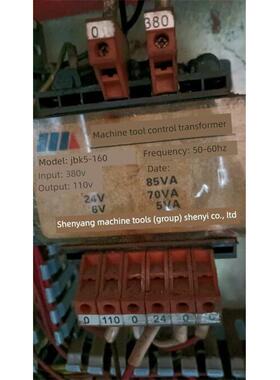 0 380
Machine tool control transformer
Model: jbk5-160 Frequency: 50-60hz
Input: 380v Date:
Output: 110v 85VA
24V 70VA
6V 5VA
Shenyang machine tools (group) shenyi co., ltd
0 110 0 24 0